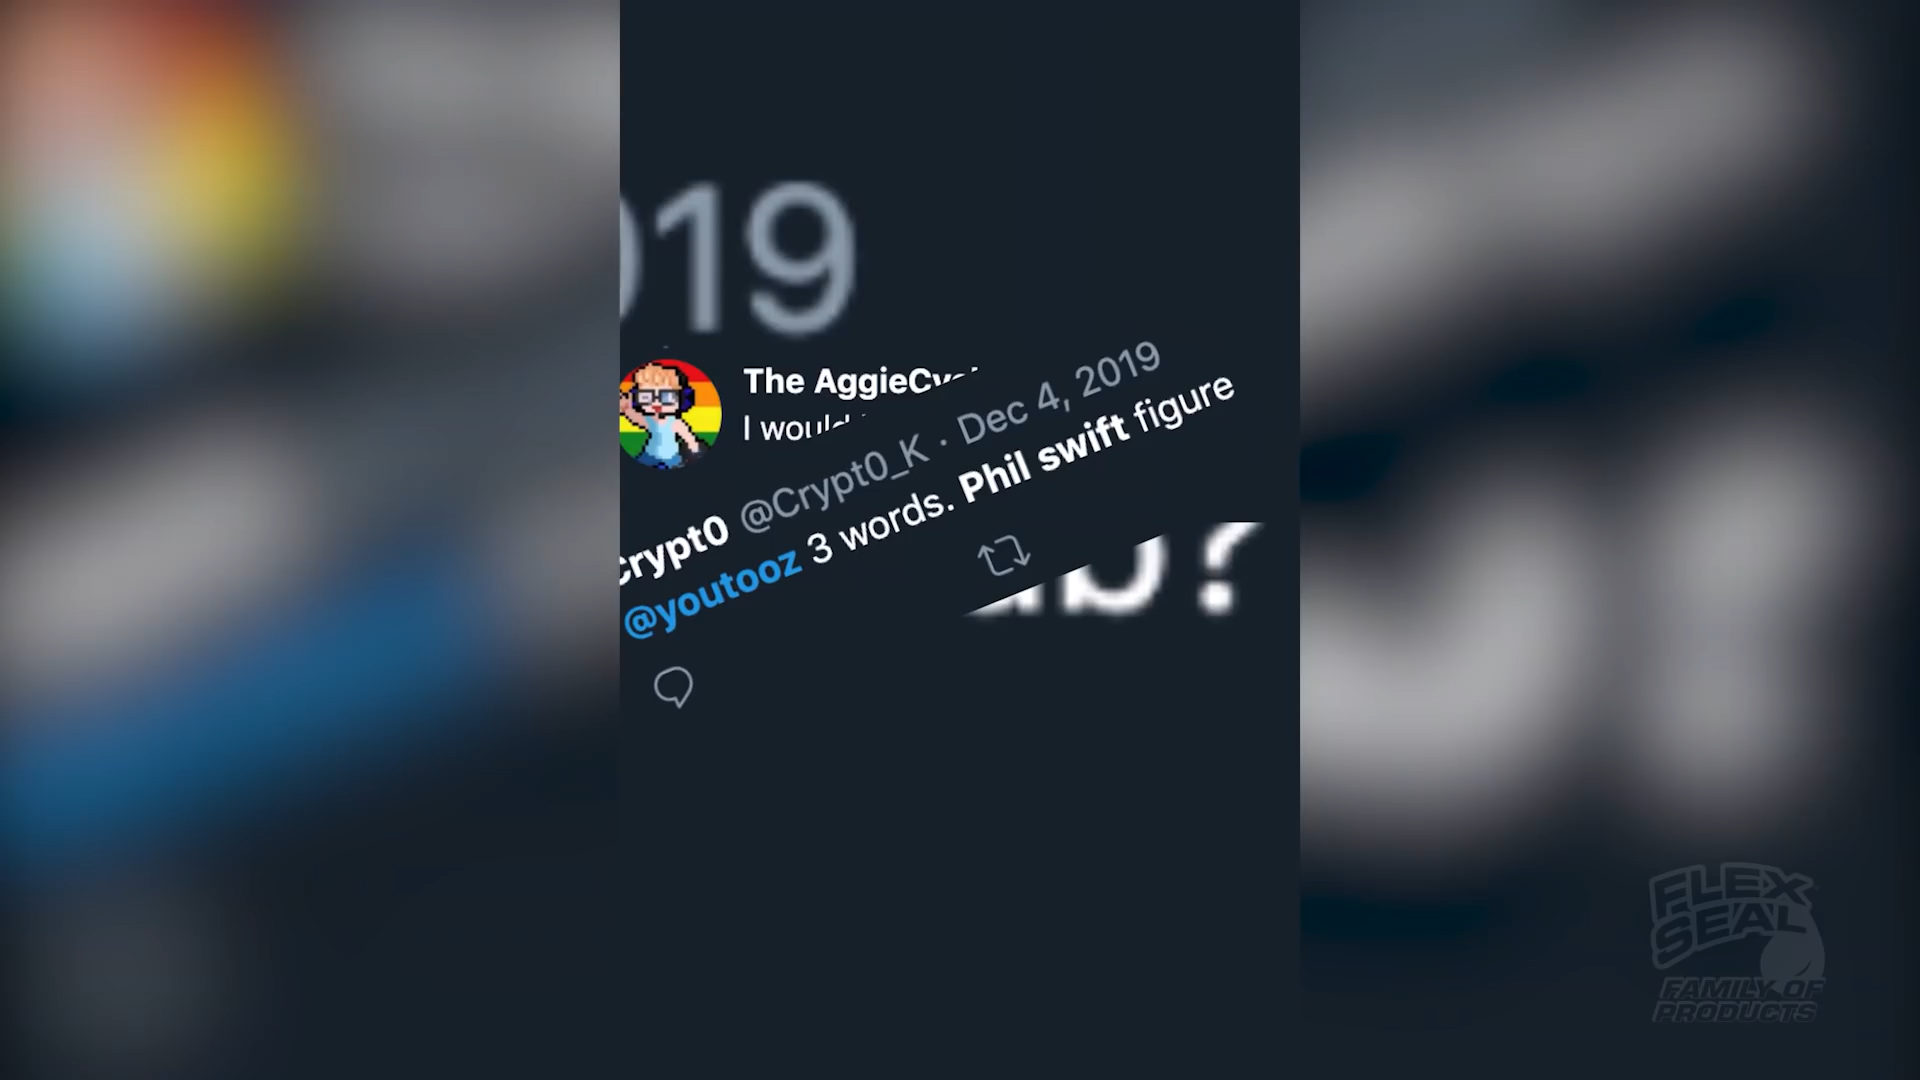 019
The AggieCy
I would
Crypt0 @Crypt0_K · Dec 4, 2019
@youtooz 3 words. Phil swift figure
?
FLEX
SEAL
FAMILY OF
PRODUCTS